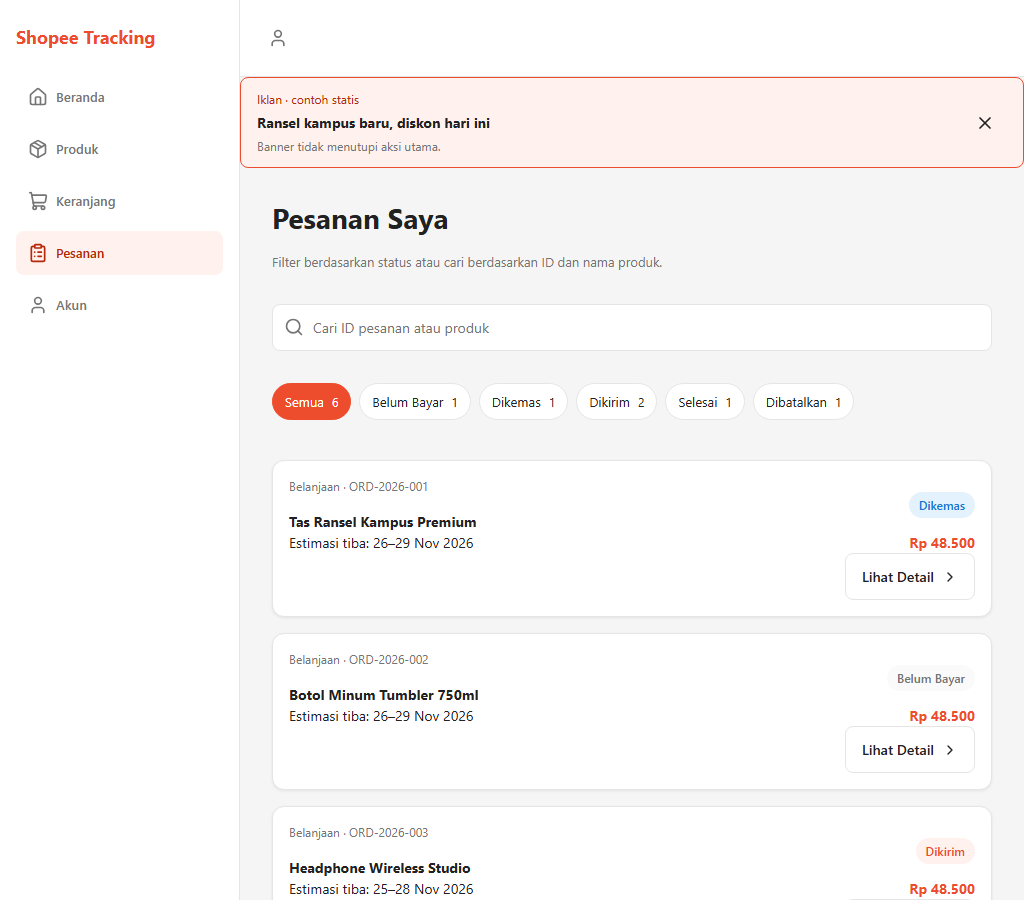 Shopee Tracking
Beranda
Produk
Keranjang
Pesanan
Akun
Iklan · contoh statis
Ransel kampus baru, diskon hari ini
Banner tidak menutupi aksi utama.
Pesanan Saya
Filter berdasarkan status atau cari berdasarkan ID dan nama produk.
Cari ID pesanan atau produk
Semua 6
Belum Bayar 1
Dikemas 1
Dikirim 2
Selesai 1
Dibatalkan 1
Belanjaan · ORD-2026-001
Dikemas
Tas Ransel Kampus Premium
Estimasi tiba: 26–29 Nov 2026
Rp 48.500
Lihat Detail
Belanjaan · ORD-2026-002
Belum Bayar
Botol Minum Tumbler 750ml
Estimasi tiba: 26–29 Nov 2026
Rp 48.500
Lihat Detail
Belanjaan · ORD-2026-003
Dikirim
Headphone Wireless Studio
Estimasi tiba: 25–28 Nov 2026
Rp 48.500